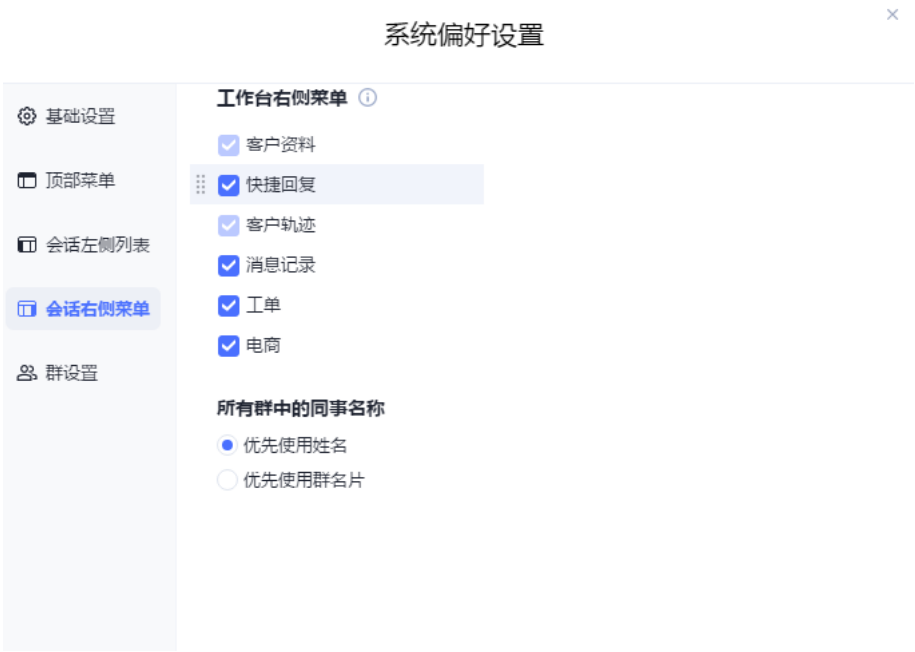 系统偏好设置
基础设置
顶部菜单
会话左侧列表
会话右侧菜单
群设置
工作台右侧菜单
客户资料
快捷回复
客户轨迹
消息记录
工单
电商
所有群中的同事名称
优先使用姓名
优先使用群名片